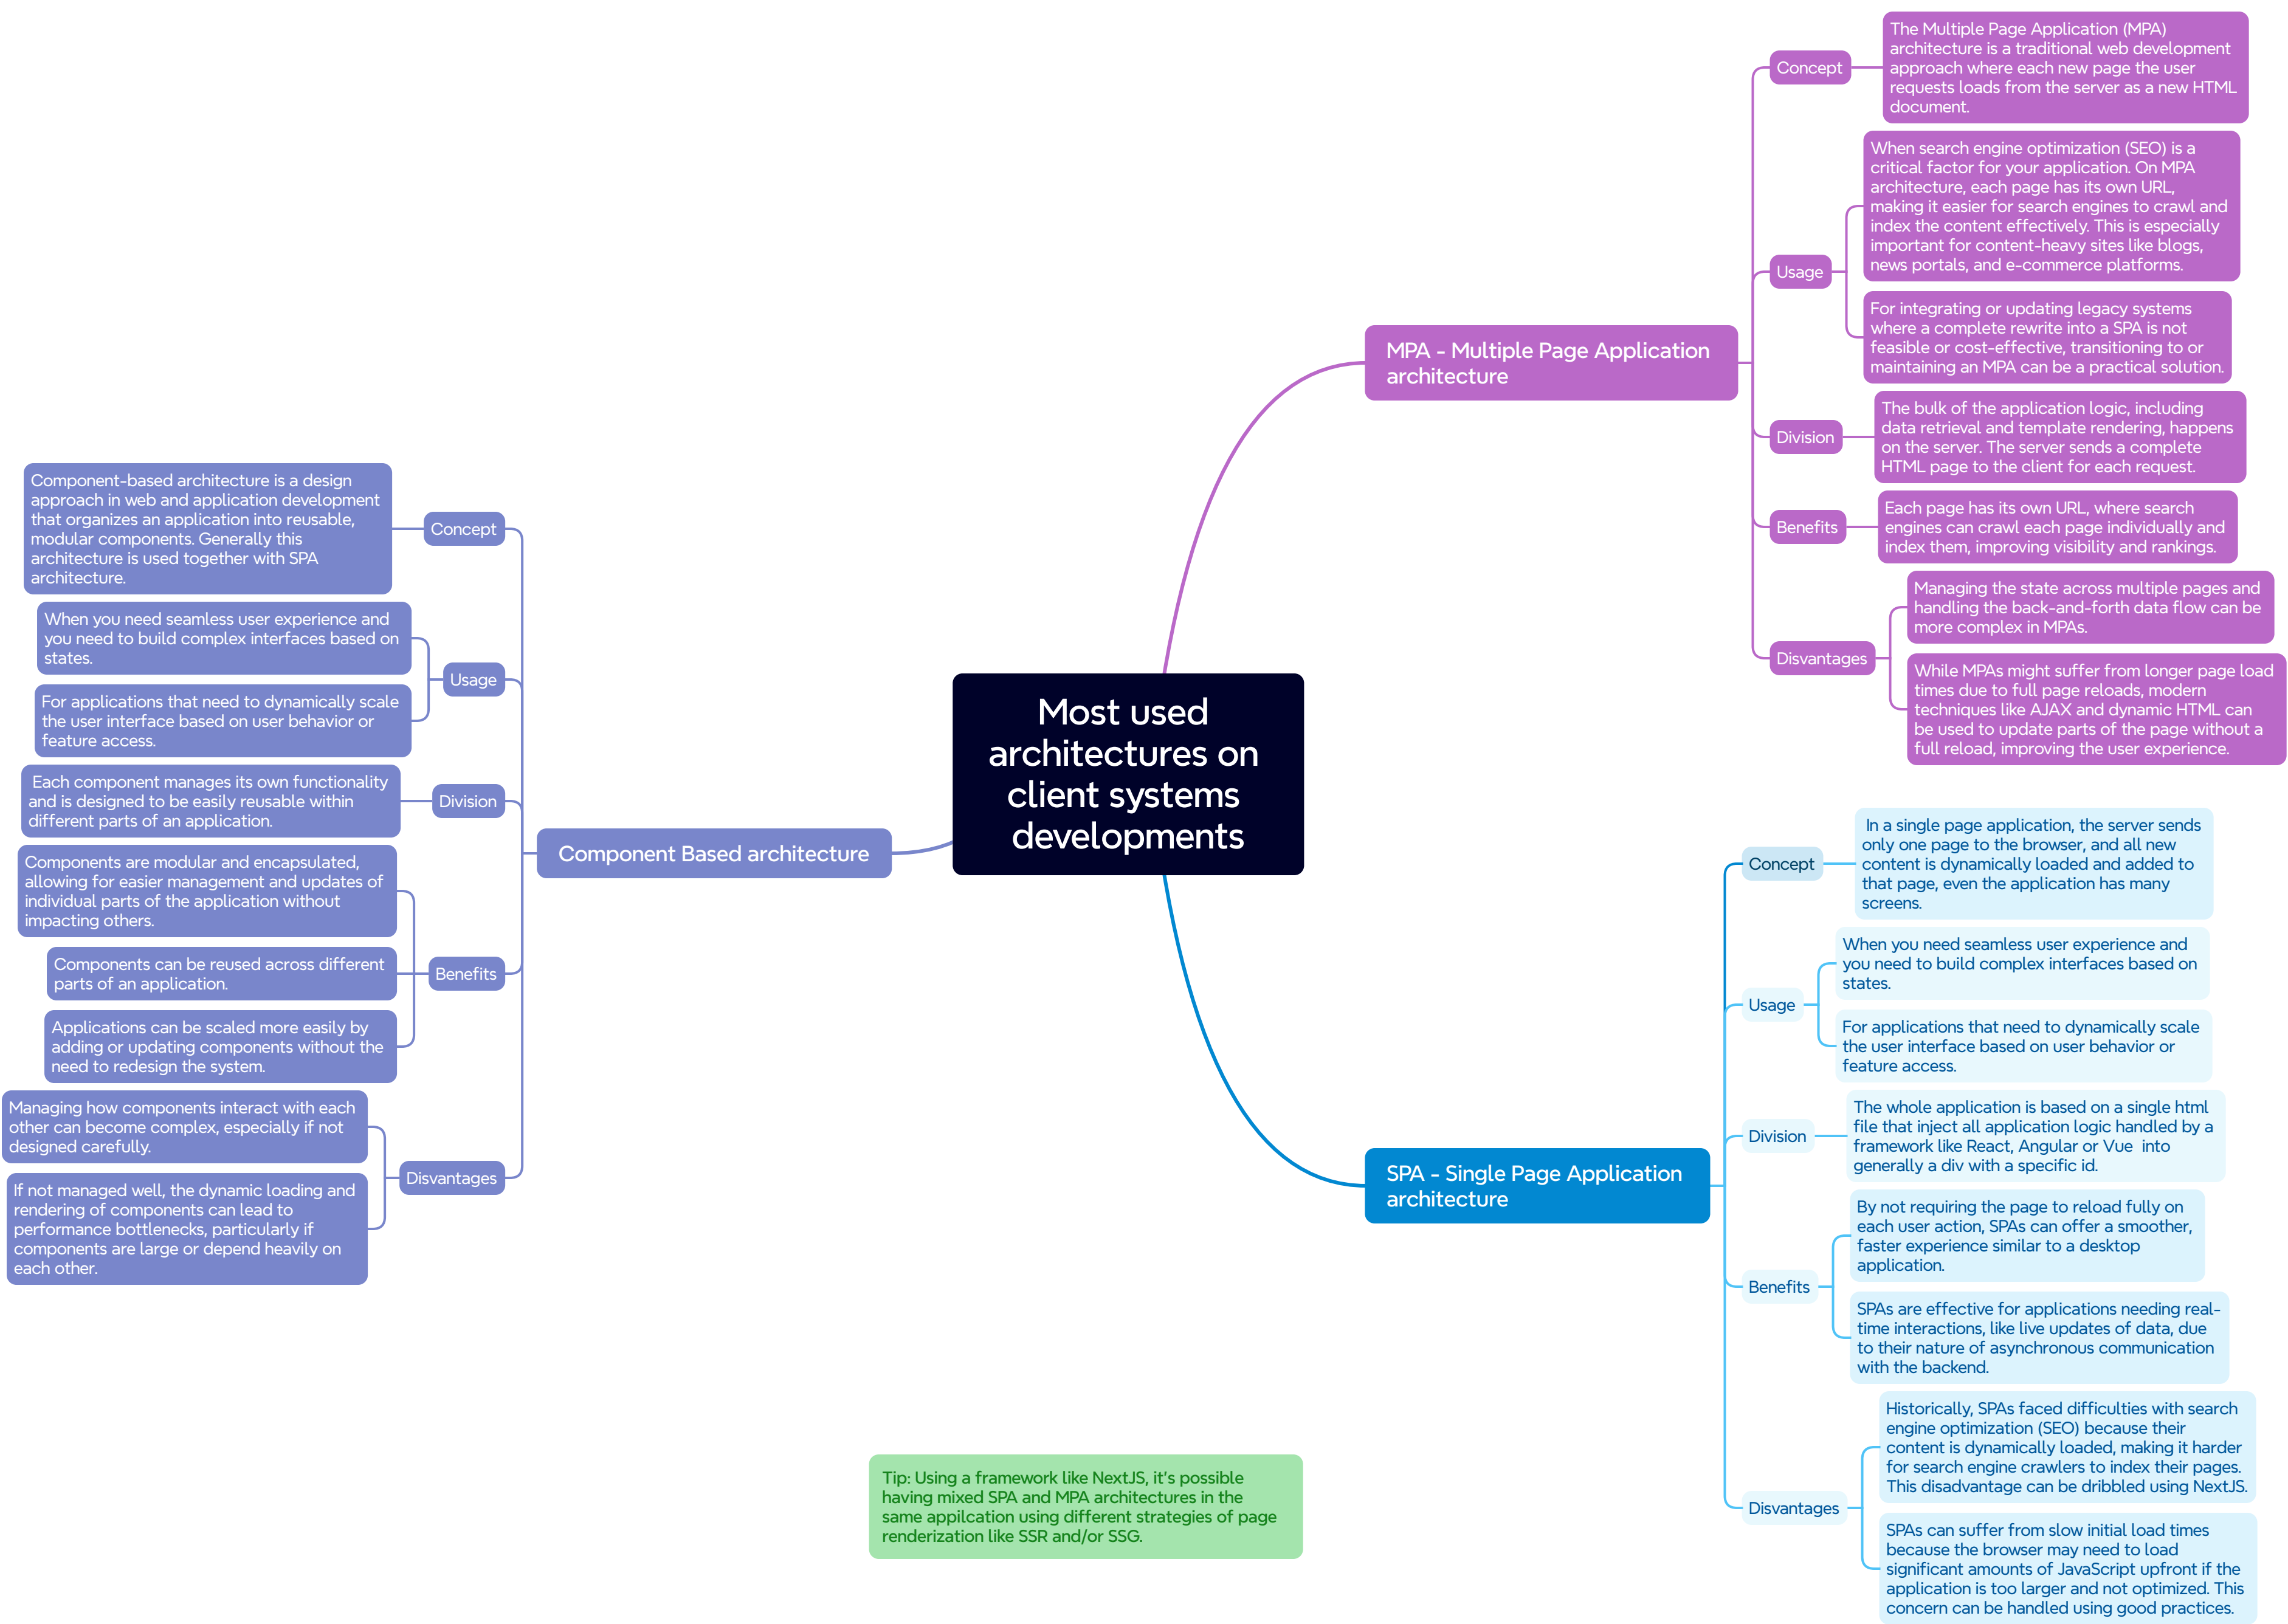 Most used
architectures on
client systems
developments
MPA - Multiple Page Application
architecture
Concept
The Multiple Page Application (MPA)
architecture is a traditional web development
approach where each new page the user
requests loads from the server as a new HTML
document.
Usage
When search engine optimization (SEO) is a
critical factor for your application. On MPA
architecture, each page has its own URL,
making it easier for search engines to crawl and
index the content effectively. This is especially
important for content-heavy sites like blogs,
news portals, and e-commerce platforms.
For integrating or updating legacy systems
where a complete rewrite into a SPA is not
feasible or cost-effective, transitioning to or
maintaining an MPA can be a practical solution.
Division
The bulk of the application logic, including
data retrieval and template rendering, happens
on the server. The server sends a complete
HTML page to the client for each request.
Benefits
Each page has its own URL, where search
engines can crawl each page individually and
index them, improving visibility and rankings.
Disvantages
Managing the state across multiple pages and
handling the back-and-forth data flow can be
more complex in MPAs.
While MPAs might suffer from longer page load
times due to full page reloads, modern
techniques like AJAX and dynamic HTML can
be used to update parts of the page without a
full reload, improving the user experience.
SPA - Single Page Application
architecture
Concept
In a single page application, the server sends
only one page to the browser, and all new
content is dynamically loaded and added to
that page, even the application has many
screens.
Usage
When you need seamless user experience and
you need to build complex interfaces based on
states.
For applications that need to dynamically scale
the user interface based on user behavior or
feature access.
Division
The whole application is based on a single html
file that inject all application logic handled by a
framework like React, Angular or Vue into
generally a div with a specific id.
Benefits
By not requiring the page to reload fully on
each user action, SPAs can offer a smoother,
faster experience similar to a desktop
application.
SPAs are effective for applications needing real-
time interactions, like live updates of data, due
to their nature of asynchronous communication
with the backend.
Disvantages
Historically, SPAs faced difficulties with search
engine optimization (SEO) because their
content is dynamically loaded, making it harder
for search engine crawlers to index their pages.
This disadvantage can be dribbled using NextJS.
SPAs can suffer from slow initial load times
because the browser may need to load
significant amounts of JavaScript upfront if the
application is too larger and not optimized. This
concern can be handled using good practices.
Component Based architecture
Concept
Component-based architecture is a design
approach in web and application development
that organizes an application into reusable,
modular components. Generally this
architecture is used together with SPA
architecture.
Usage
When you need seamless user experience and
you need to build complex interfaces based on
states.
For applications that need to dynamically scale
the user interface based on user behavior or
feature access.
Division
Each component manages its own functionality
and is designed to be easily reusable within
different parts of an application.
Benefits
Components are modular and encapsulated,
allowing for easier management and updates of
individual parts of the application without
impacting others.
Components can be reused across different
parts of an application.
Applications can be scaled more easily by
adding or updating components without the
need to redesign the system.
Disvantages
Managing how components interact with each
other can become complex, especially if not
designed carefully.
If not managed well, the dynamic loading and
rendering of components can lead to
performance bottlenecks, particularly if
components are large or depend heavily on
each other.
Tip: Using a framework like NextJS, it's possible
having mixed SPA and MPA architectures in the
same appilcation using different strategies of page
renderization like SSR and/or SSG.